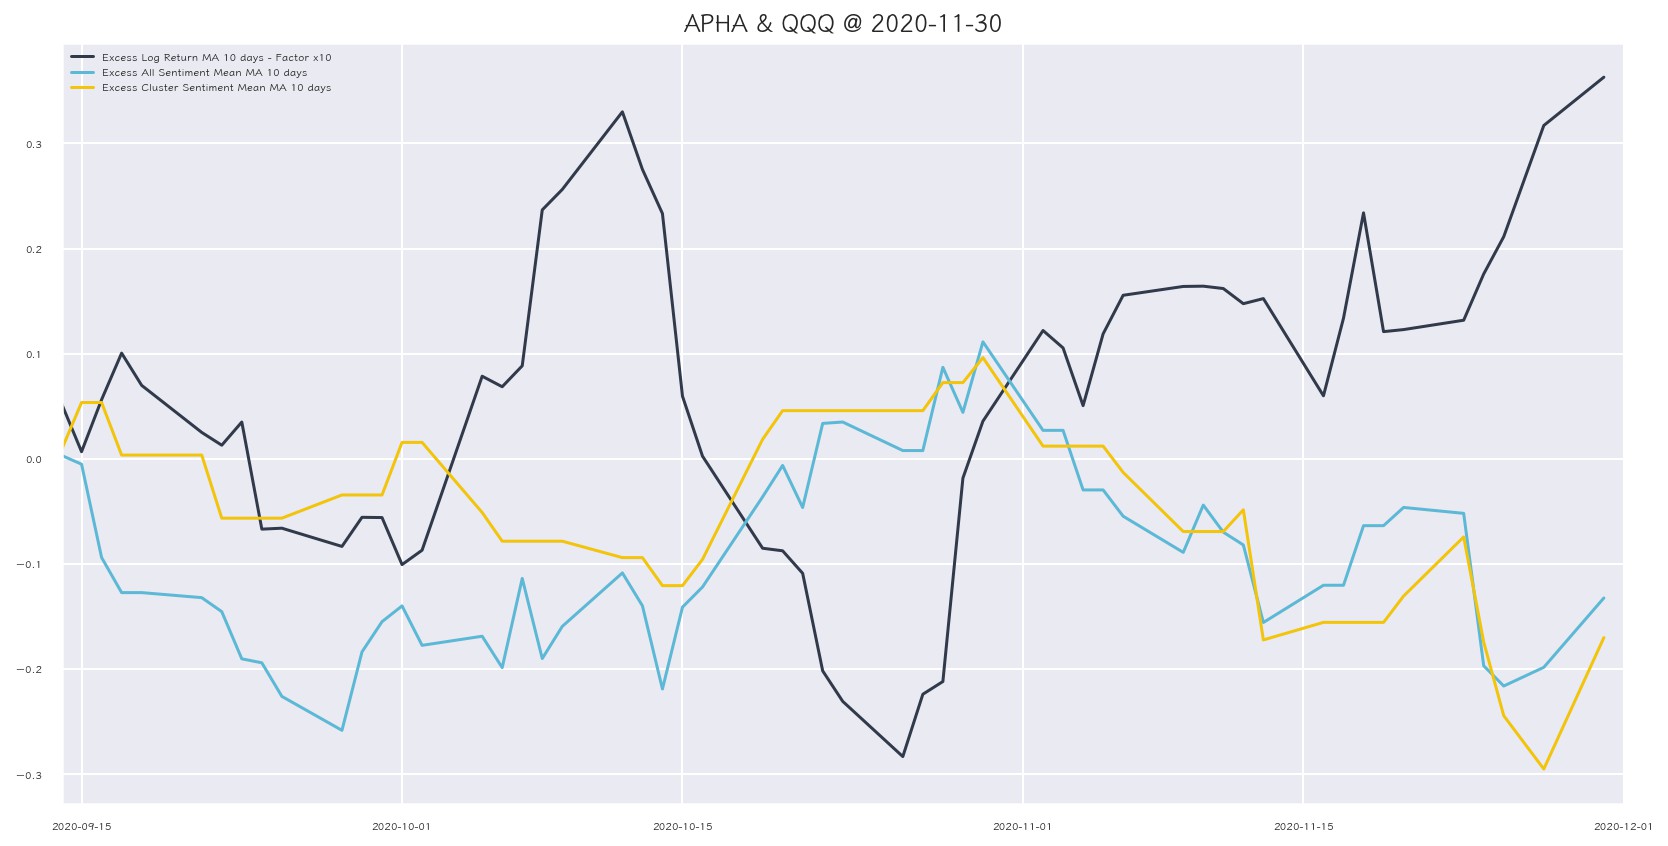 APHA & QQQ @ 2020-11-30
Excess Log Return MA 10 days - Factor x10
Excess All Sentiment Mean MA 10 days
Excess Cluster Sentiment Mean MA 10 days
0.3
0.2
0.1
0.0
−0.1
−0.2
−0.3
2020-09-15 2020-10-01 2020-10-15 2020-11-01 2020-11-15 2020-12-01